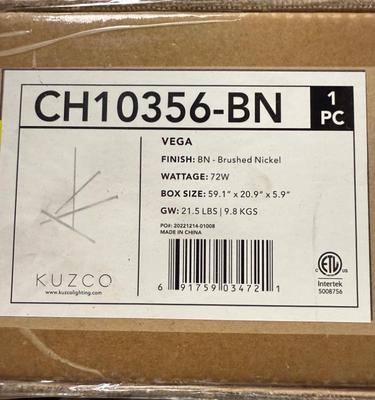 CH10356-BN
1
PC
VEGA
FINISH: BN - Brushed Nickel
WATTAGE: 72W
BOX SIZE: 59.1" x 20.9" x 5.9"
GW: 21.5 LBS | 9.8 KGS
PO#: 20221214-01008
MADE IN CHINA
KUZCO
www.kuzcolighting.com
6 91759 03472 1
C ETL US
Intertek
5008756